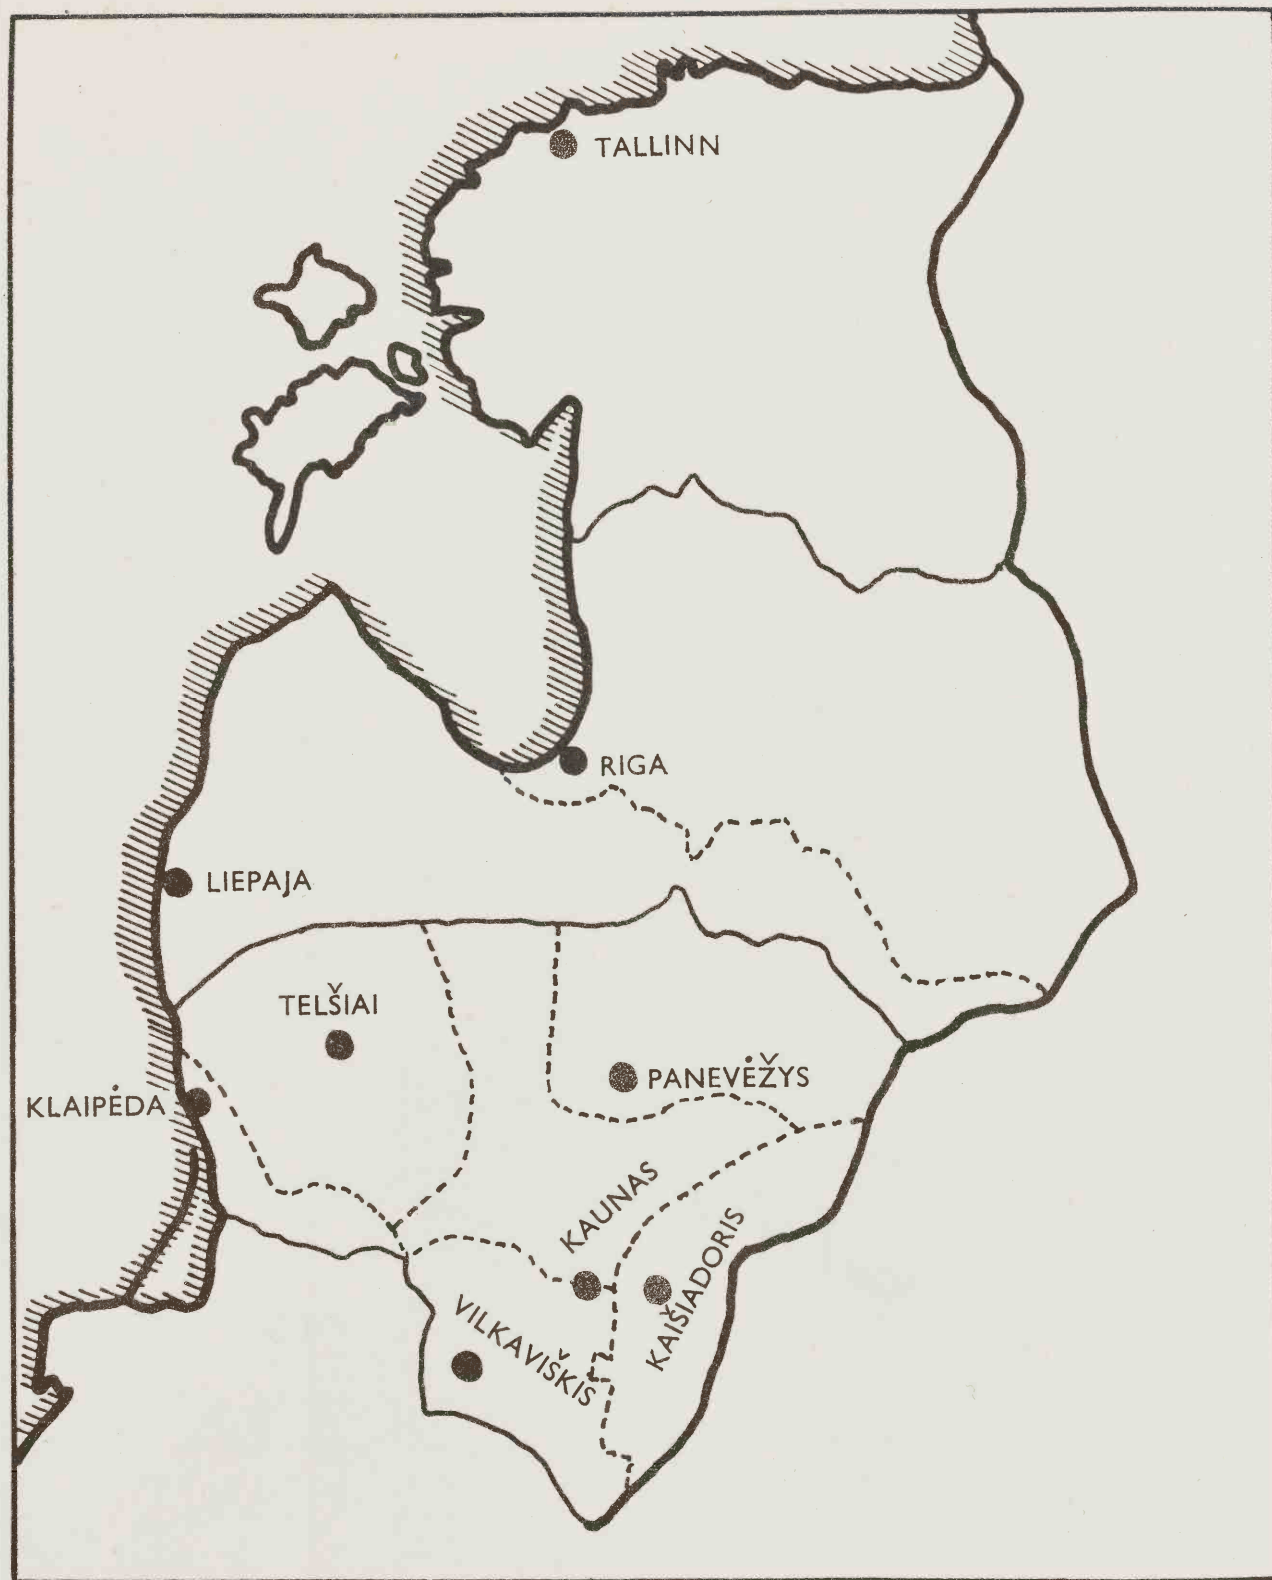 TALLINN
RIGA
LIEPAJA
TELŠIAI
PANEVĖŽYS
KLAIPĖDA
KAUNAS
KAIŠIADORIS
VILKAVIŠKIS